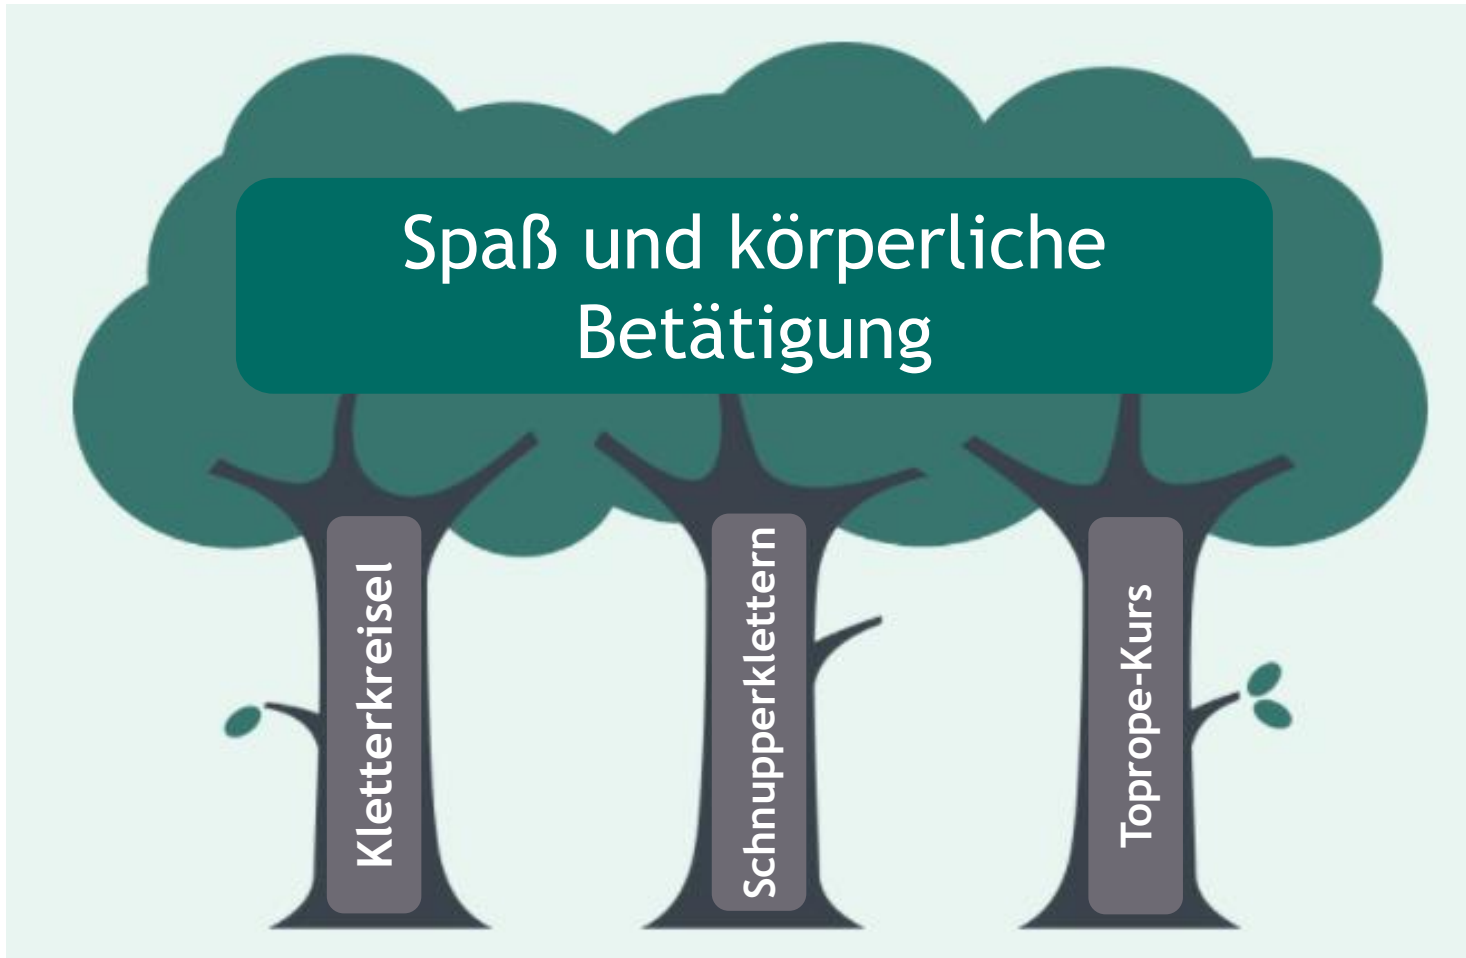 Spaß und körperliche
Betätigung
Kletterkreisel
Schnupperklettern
Toprope-Kurs